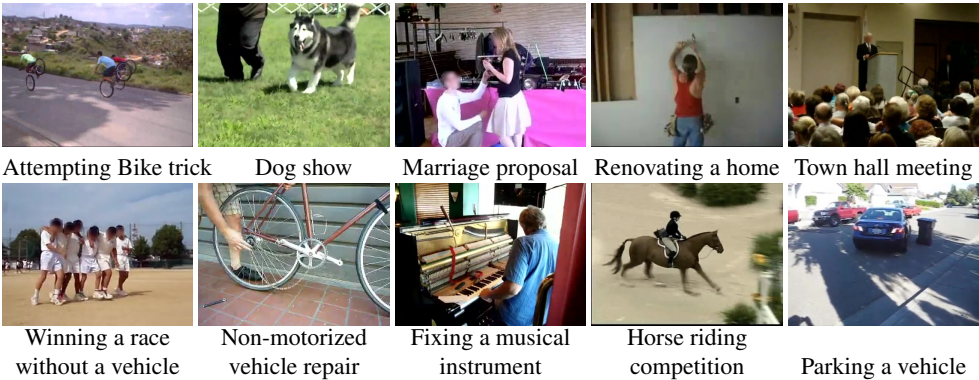 Attempting Bike trick
Dog show
Marriage proposal
Renovating a home
Town hall meeting
Winning a race
without a vehicle
Non-motorized
vehicle repair
Fixing a musical
instrument
Horse riding
competition
Parking a vehicle